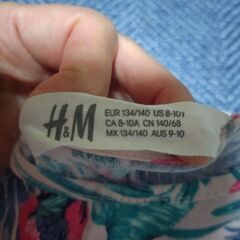 H&M
EUR 134/140 US 8-10Y
CA 8-10A CN 140/68
MX 134/140 AUS 9-10